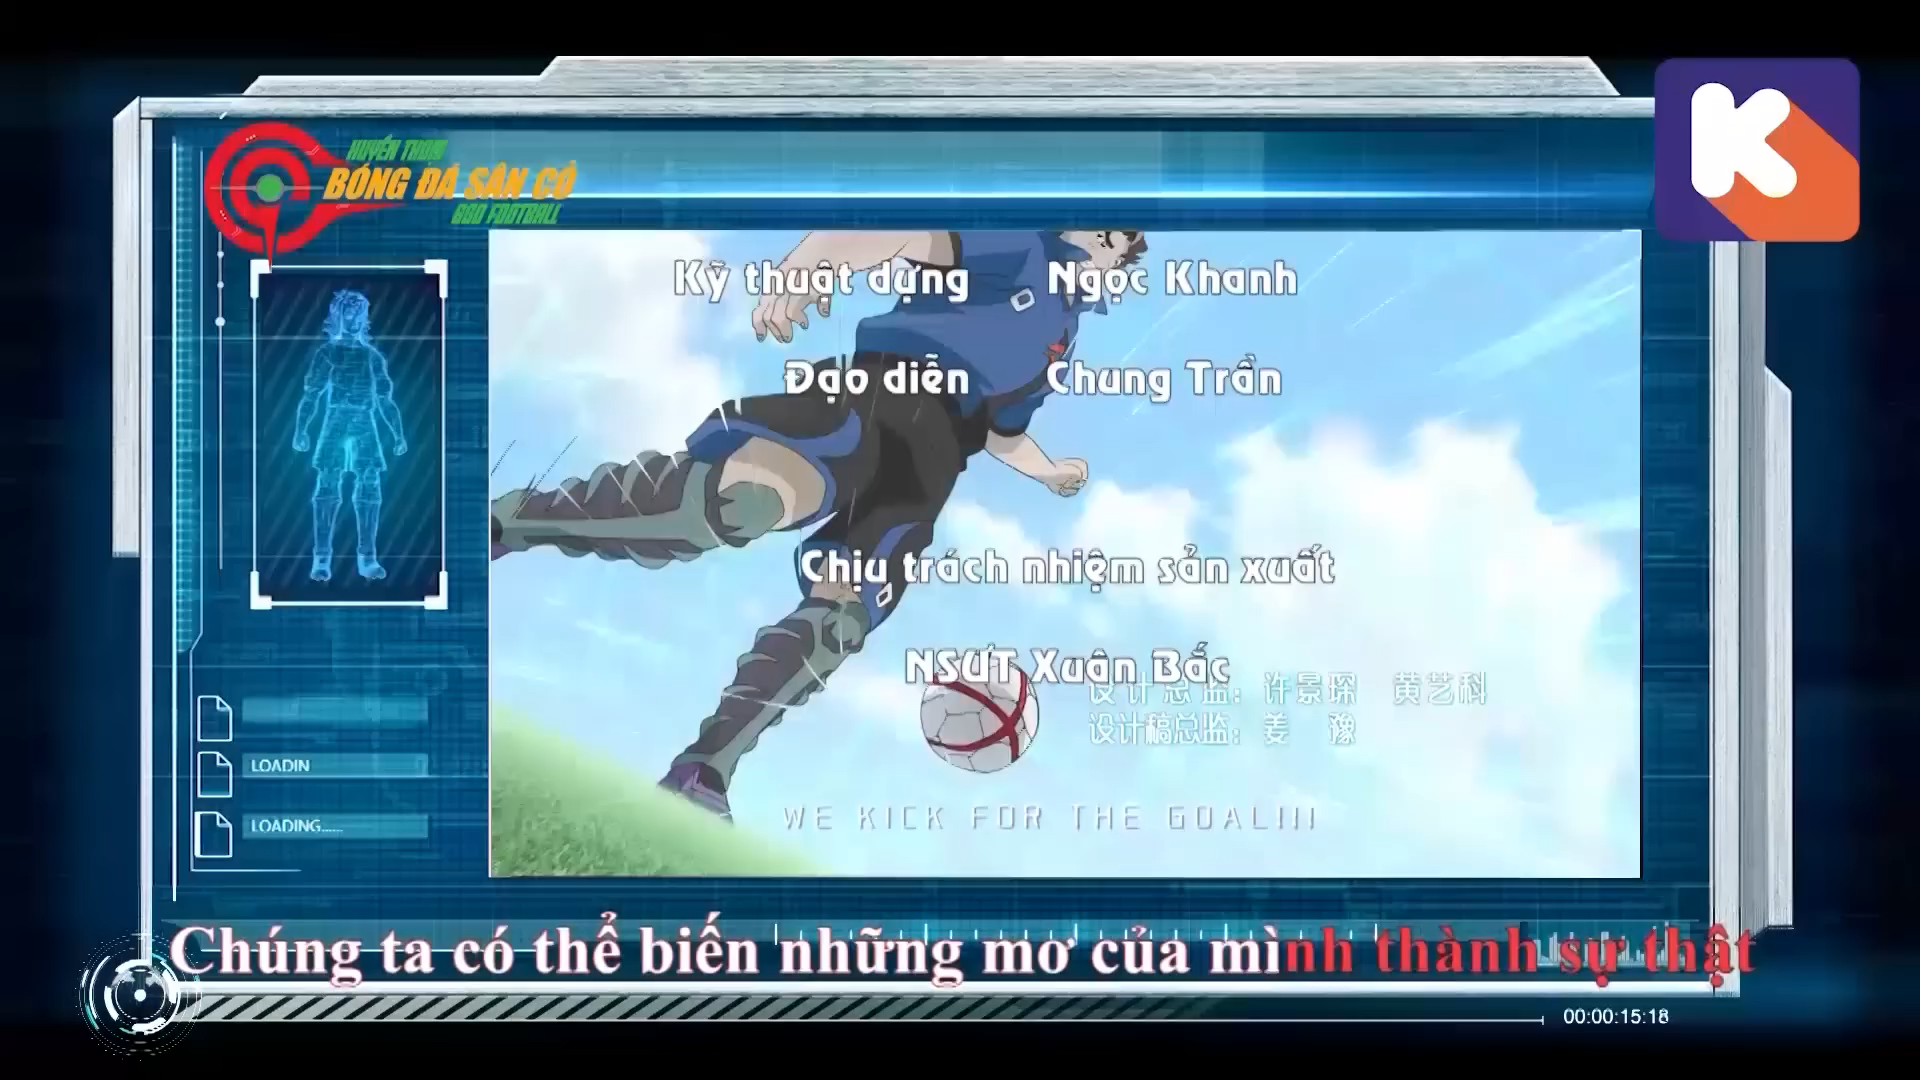 HUYỀN THOẠI
BÓNG ĐÁ SÂN CỎ
GGO FOOTBALL
K
Kỹ thuật dựng Ngọc Khanh
Đạo diễn Chung Trần
Chịu trách nhiệm sản xuất
NSƯT Xuân Bắc
设计总监: 许景琛 黄艺科
设计稿总监: 姜 豫
WE KICK FOR THE GOAL!!!
LOADIN
LOADING......
Chúng ta có thể biến những mơ của mình thành sự thật
00:00:15:18